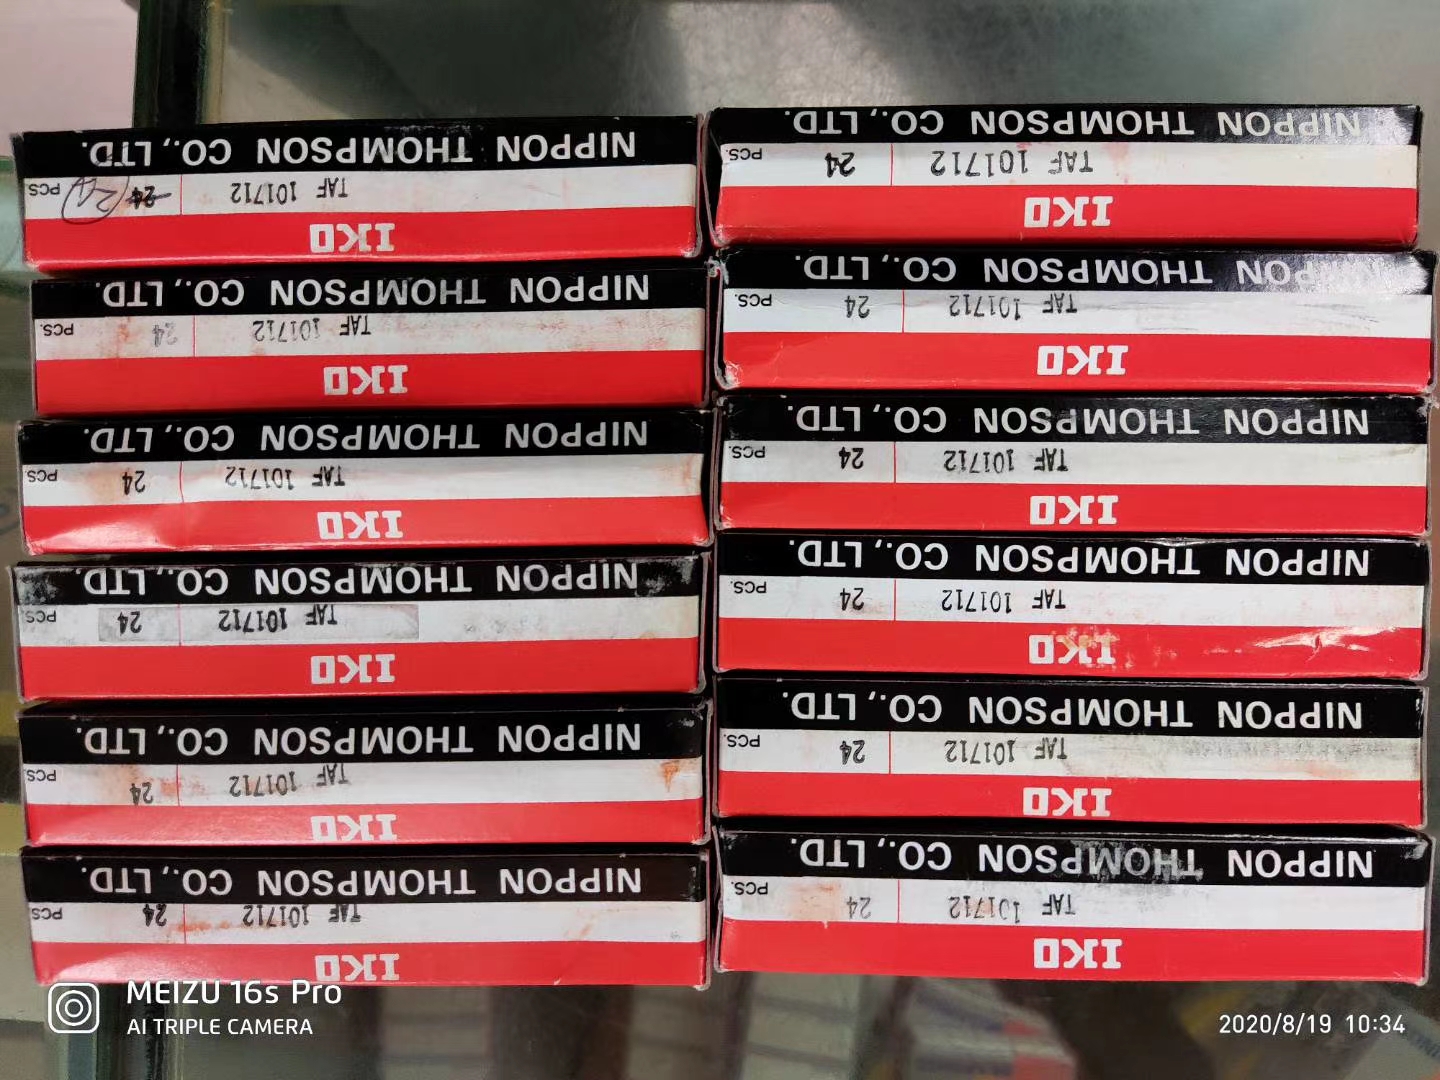 IKO
TAF 101712 24 PCS.
NIPPON THOMPSON CO., LTD.
IKO
TAF 101712 24 PCS.
NIPPON THOMPSON CO., LTD.
IKO
TAF 101712 24 PCS.
NIPPON THOMPSON CO., LTD.
IKO
TAF 101712 24 PCS.
NIPPON THOMPSON CO., LTD.
IKO
TAF 101712 24 PCS.
NIPPON THOMPSON CO., LTD.
IKO
TAF 101712 24 PCS.
NIPPON THOMPSON CO., LTD.
IKO
TAF 101712 24 PCS.
NIPPON THOMPSON CO., LTD.
IKO
TAF 101712 24 PCS.
NIPPON THOMPSON CO., LTD.
IKO
TAF 101712 24 PCS.
NIPPON THOMPSON CO., LTD.
IKO
TAF 101712 24 PCS.
NIPPON THOMPSON CO., LTD.
IKO
TAF 101712 24 PCS.
NIPPON THOMPSON CO., LTD.
IKO
TAF 101712 24 PCS.
NIPPON THOMPSON CO., LTD.
MEIZU 16s Pro
AI TRIPLE CAMERA
2020/8/19 10:34